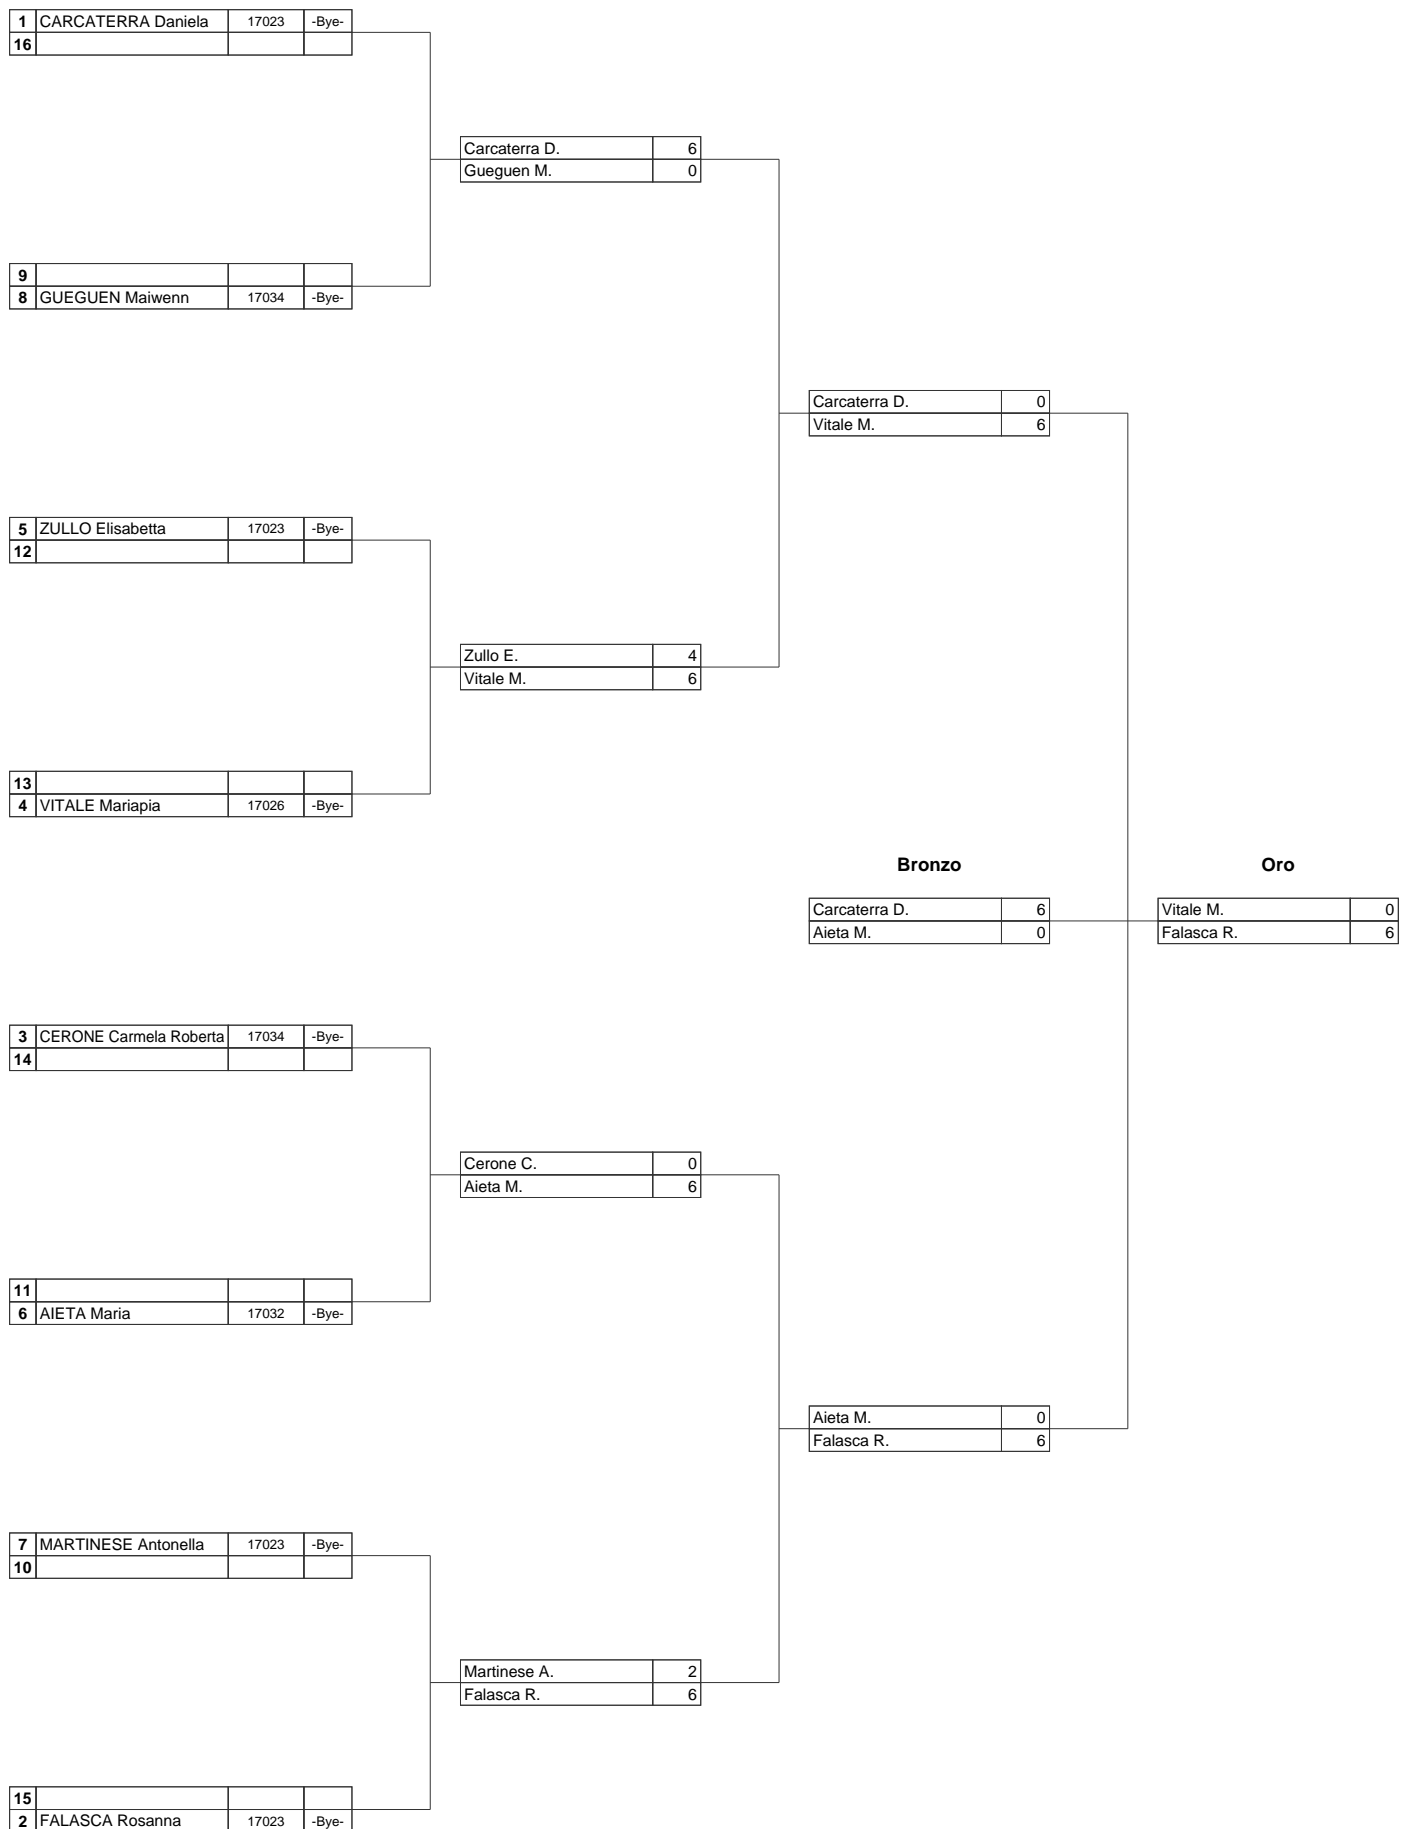 1 CARCATERRA Daniela 17023 -Bye-
16
Carcaterra D. 6
Gueguen M. 0
9
8 GUEGUEN Maiwenn 17034 -Bye-
Carcaterra D. 0
Vitale M. 6
5 ZULLO Elisabetta 17023 -Bye-
12
Zullo E. 4
Vitale M. 6
13
4 VITALE Mariapia 17026 -Bye-
Bronzo Oro
Carcaterra D. 6 Vitale M. 0
Aieta M. 0 Falasca R. 6
3 CERONE Carmela Roberta 17034 -Bye-
14
Cerone C. 0
Aieta M. 6
11
6 AIETA Maria 17032 -Bye-
Aieta M. 0
Falasca R. 6
7 MARTINESE Antonella 17023 -Bye-
10
Martinese A. 2
Falasca R. 6
15
2 FALASCA Rosanna 17023 -Bye-